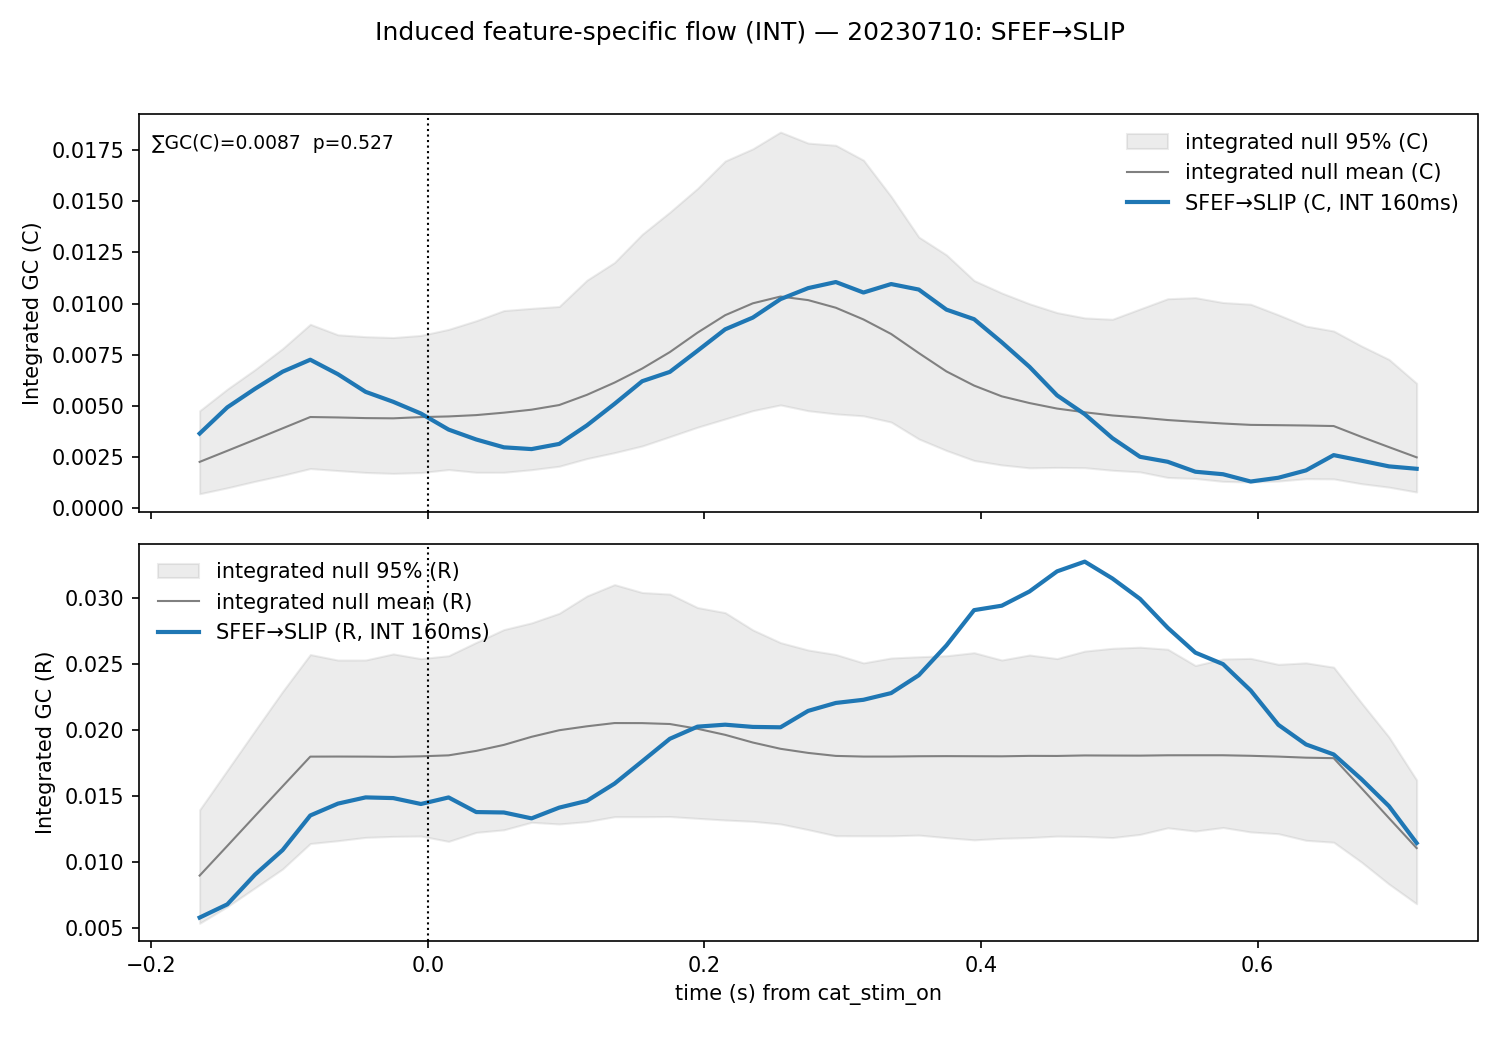 Induced feature-specific flow (INT) — 20230710: SFEF→SLIP
∑GC(C)=0.0087  p=0.527
integrated null 95% (C)
integrated null mean (C)
SFEF→SLIP (C, INT 160ms)
Integrated GC (C)
0.0175
0.0150
0.0125
0.0100
0.0075
0.0050
0.0025
0.0000
integrated null 95% (R)
integrated null mean (R)
SFEF→SLIP (R, INT 160ms)
Integrated GC (R)
0.030
0.025
0.020
0.015
0.010
0.005
−0.2 0.0 0.2 0.4 0.6
time (s) from cat_stim_on